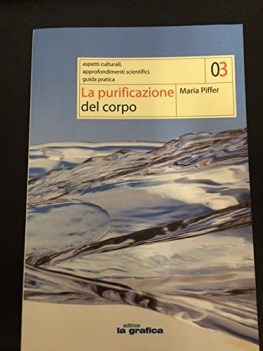 aspetti culturali,
approfondimenti scientifici,
guida pratica
03
La purificazione
del corpo
Maria Piffer
editrice
la grafica